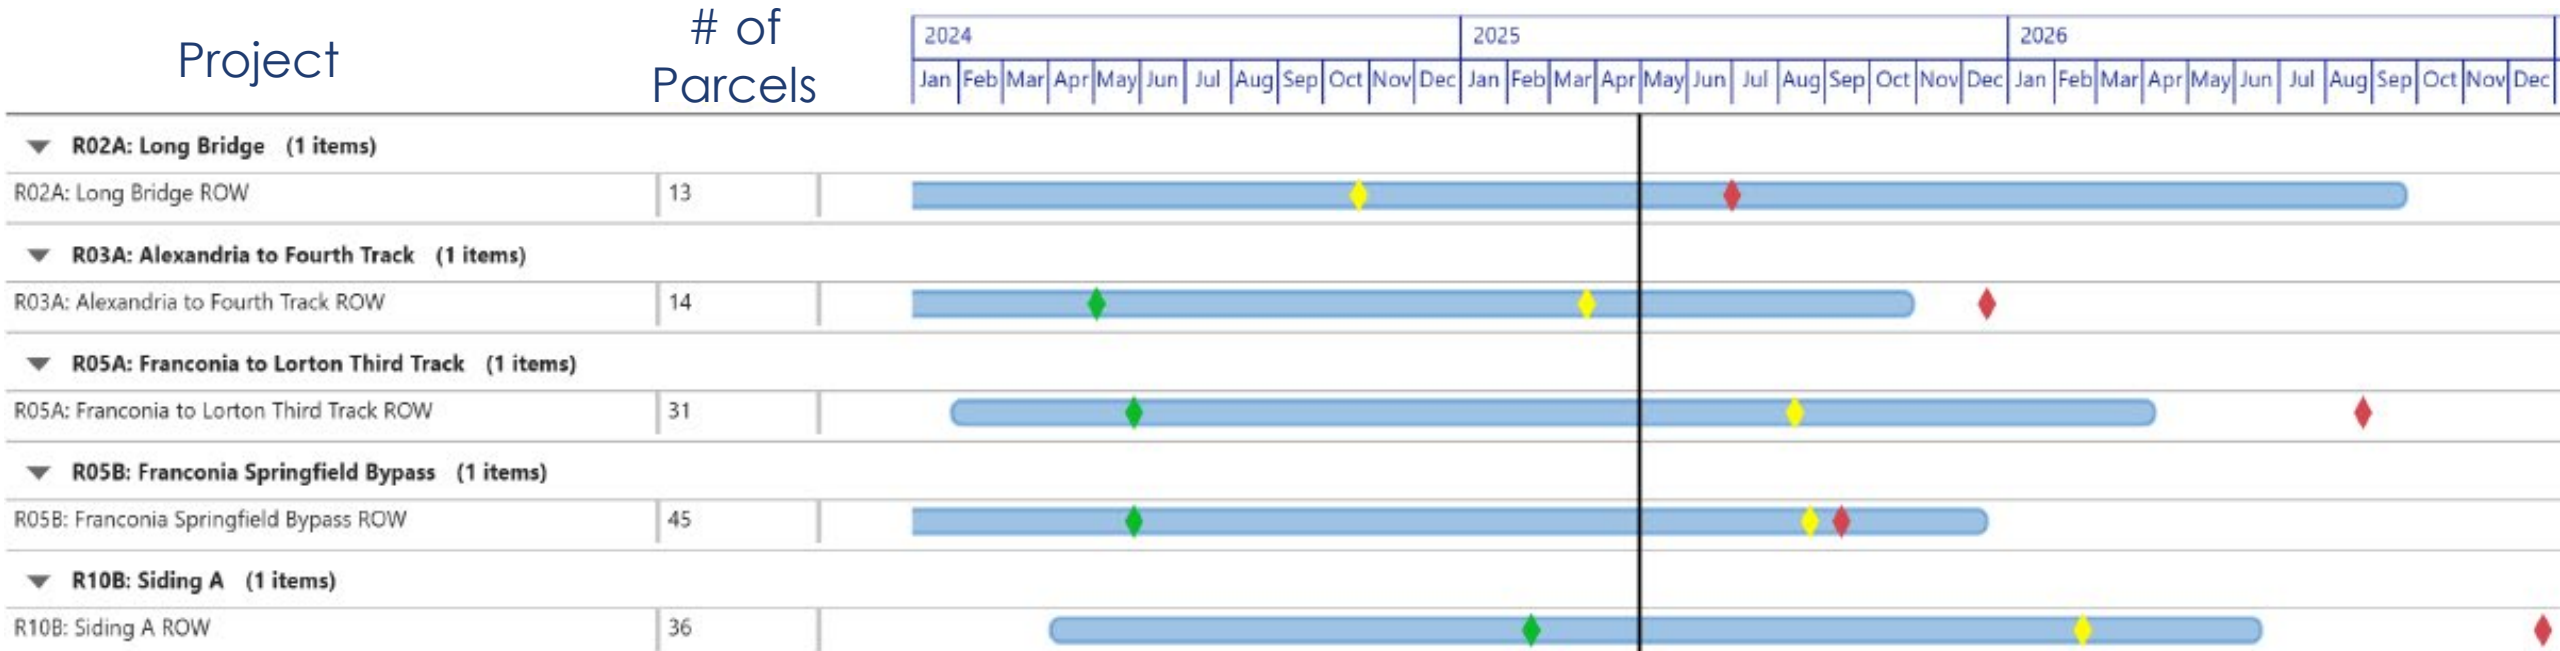 Project # of Parcels
2024 2025 2026
Jan Feb Mar Apr May Jun Jul Aug Sep Oct Nov Dec Jan Feb Mar Apr May Jun Jul Aug Sep Oct Nov Dec Jan Feb Mar Apr May Jun Jul Aug Sep Oct Nov Dec
R02A: Long Bridge (1 items)
R02A: Long Bridge ROW 13
R03A: Alexandria to Fourth Track (1 items)
R03A: Alexandria to Fourth Track ROW 14
R05A: Franconia to Lorton Third Track (1 items)
R05A: Franconia to Lorton Third Track ROW 31
R05B: Franconia Springfield Bypass (1 items)
R05B: Franconia Springfield Bypass ROW 45
R10B: Siding A (1 items)
R10B: Siding A ROW 36